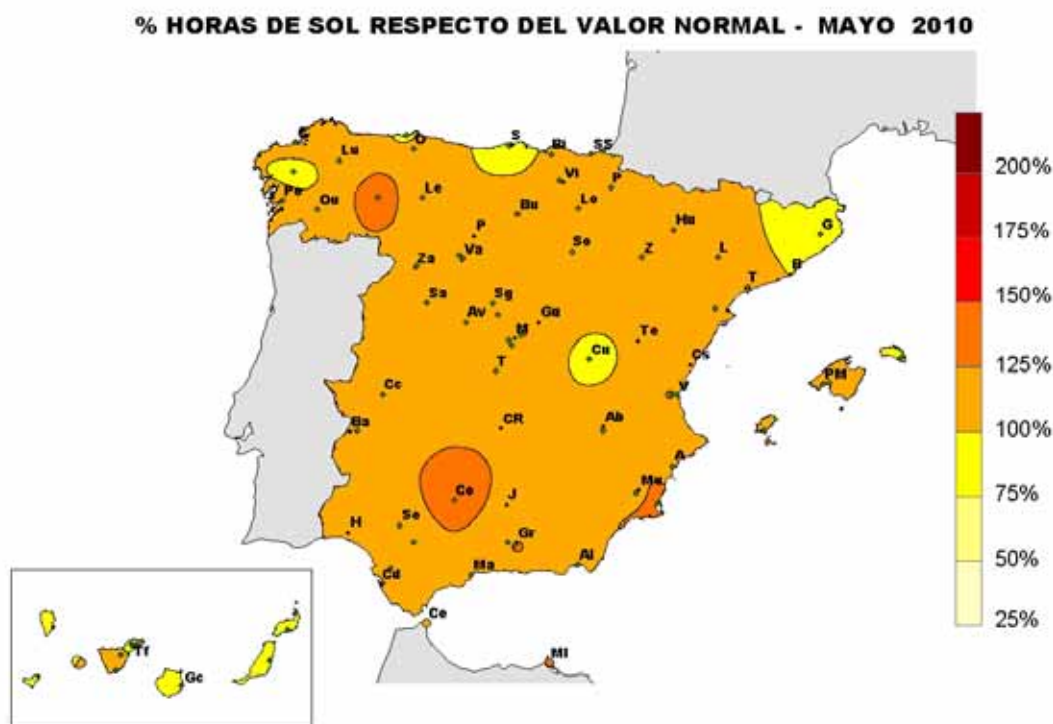 % HORAS DE SOL RESPECTO DEL VALOR NORMAL - MAYO 2010
O
S
Bi
SS
Lu
Vi
P
Po
Ou
Le
Bu
Lo
Hu
G
P
So
Z
L
B
Za
Va
T
Sa
Sg
Av
M
Gu
Te
Cs
T
Cu
PM
Cc
V
Ba
CR
Ab
A
Mu
Co
J
H
Se
Gr
Al
Cd
Ma
Ce
Ml
Tf
Gc
200%
175%
150%
125%
100%
75%
50%
25%